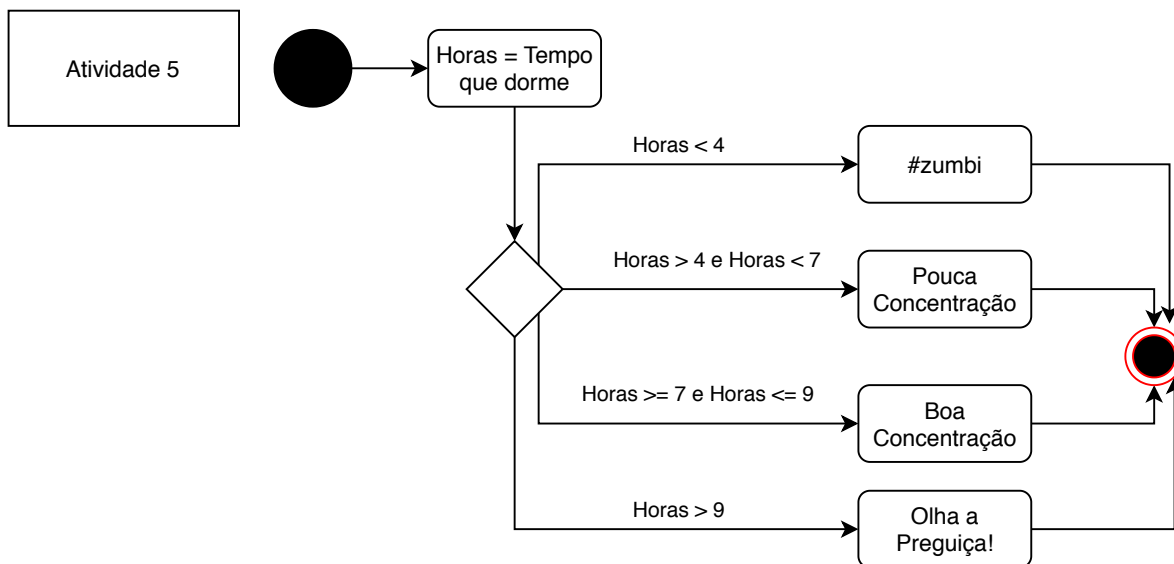 Atividade 5
Horas = Tempo
que dorme
Horas < 4
#zumbi
Horas > 4 e Horas < 7
Pouca
Concentração
Horas >= 7 e Horas <= 9
Boa
Concentração
Horas > 9
Olha a
Preguiça!